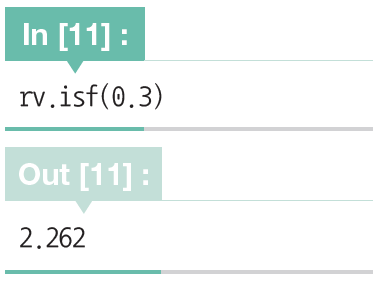 In [11] :
rv.isf(0.3)
Out [11] :
2.262